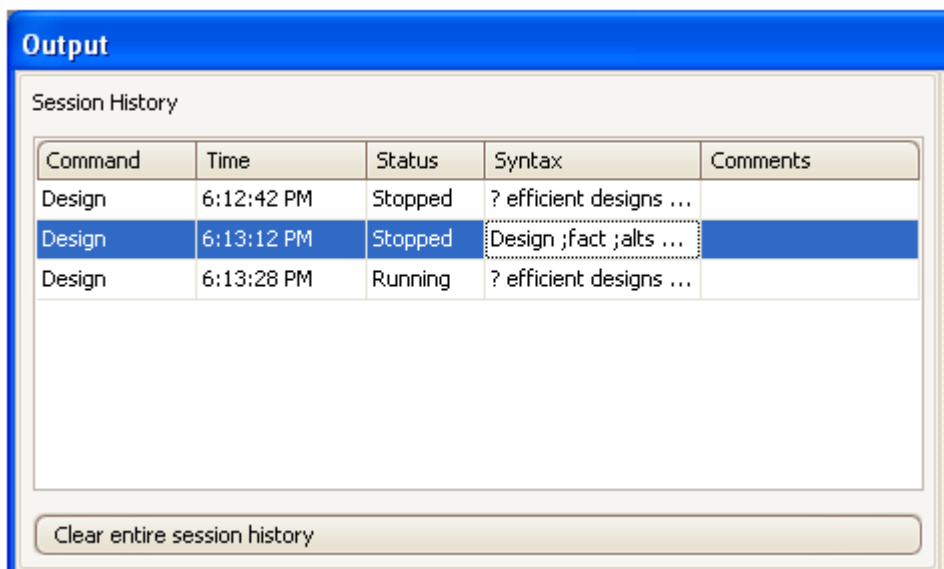 Output
Session History
Command Time Status Syntax Comments
Design 6:12:42 PM Stopped ? efficient designs ...
Design 6:13:12 PM Stopped Design ;fact ;alts ...
Design 6:13:28 PM Running ? efficient designs ...
Clear entire session history